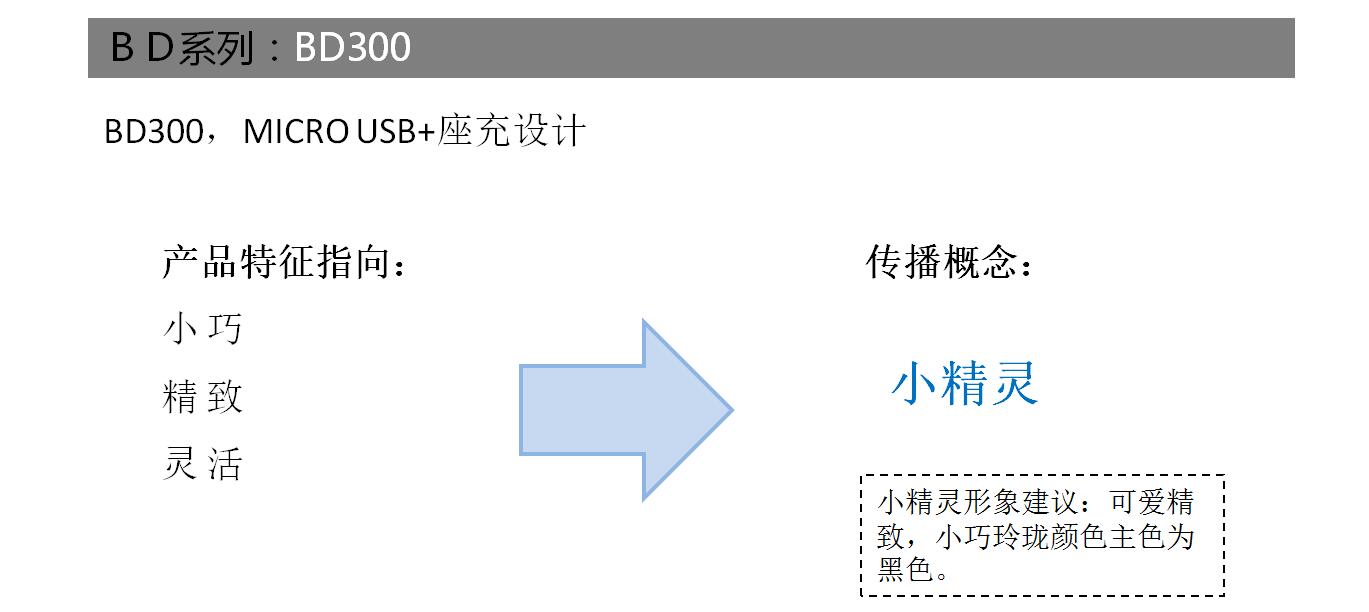 B D系列：BD300
BD300，MICRO USB+座充设计
产品特征指向：
小 巧
精 致
灵 活
传播概念：
小精灵
小精灵形象建议：可爱精
致，小巧玲珑颜色主色为
黑色。